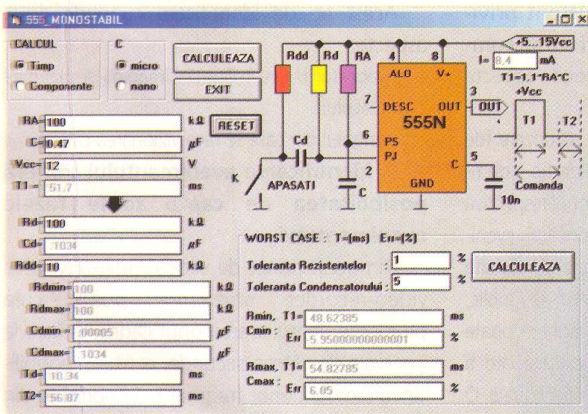 555_MONOSTABIL
CALCUL
Timp
Componente
C
micro
nano
CALCULEAZA
EXIT
RA= 100 kΩ
C= 0.47 µF
Vcc= 12 V
T1 = 51.7 ms
RESET
Rd= 100 kΩ
Cd= .1034 µF
Rdd= 10 kΩ
Rdmin= 100 kΩ
Rdmax= 100 kΩ
Cdmin = .00005 µF
Cdmax= .1034 µF
Td= 10.34 ms
T2= 56.87 ms
Rdd Rd RA
4 8
+5...15Vcc
I= 8.4 mA
T1=1,1*RA*C
ALO V+
7 DESC OUT 3 OUT
555N
6 PS
PJ
2
C 5
GND
Cd
K APASATI
C
10n
+Vcc
T1 T2
Comanda
WORST CASE : T=(ms) Err=(%)
Toleranta Rezistentelor : 1 %
Toleranta Condensatorului : 5 %
CALCULEAZA
Rmin, T1= 48.62385 ms
Cmin : Err -5.95000000000001 %
Rmax, T1= 54.82785 ms
Cmax : Err 6.05 %